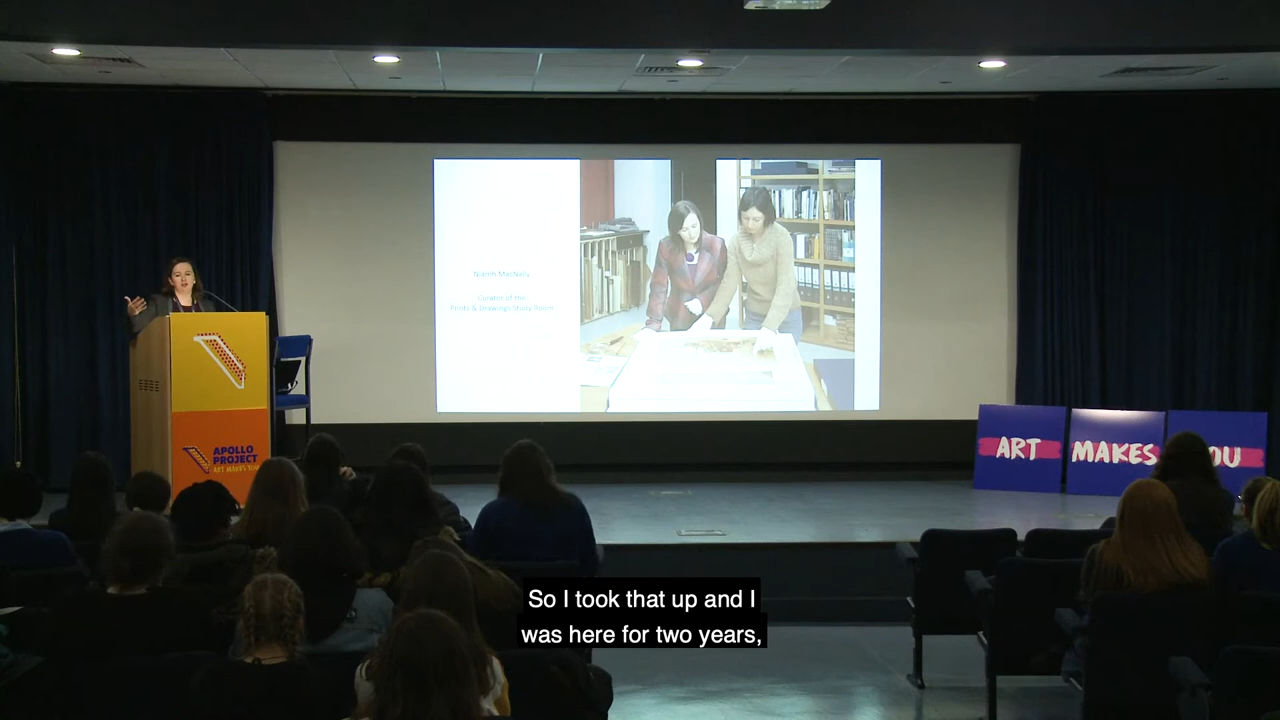 Niamh MacNally
Curator of the
Prints & Drawings Study Room
APOLLO
PROJECT
ART MAKES YOU
ART
MAKES
OU
So I took that up and I
was here for two years,